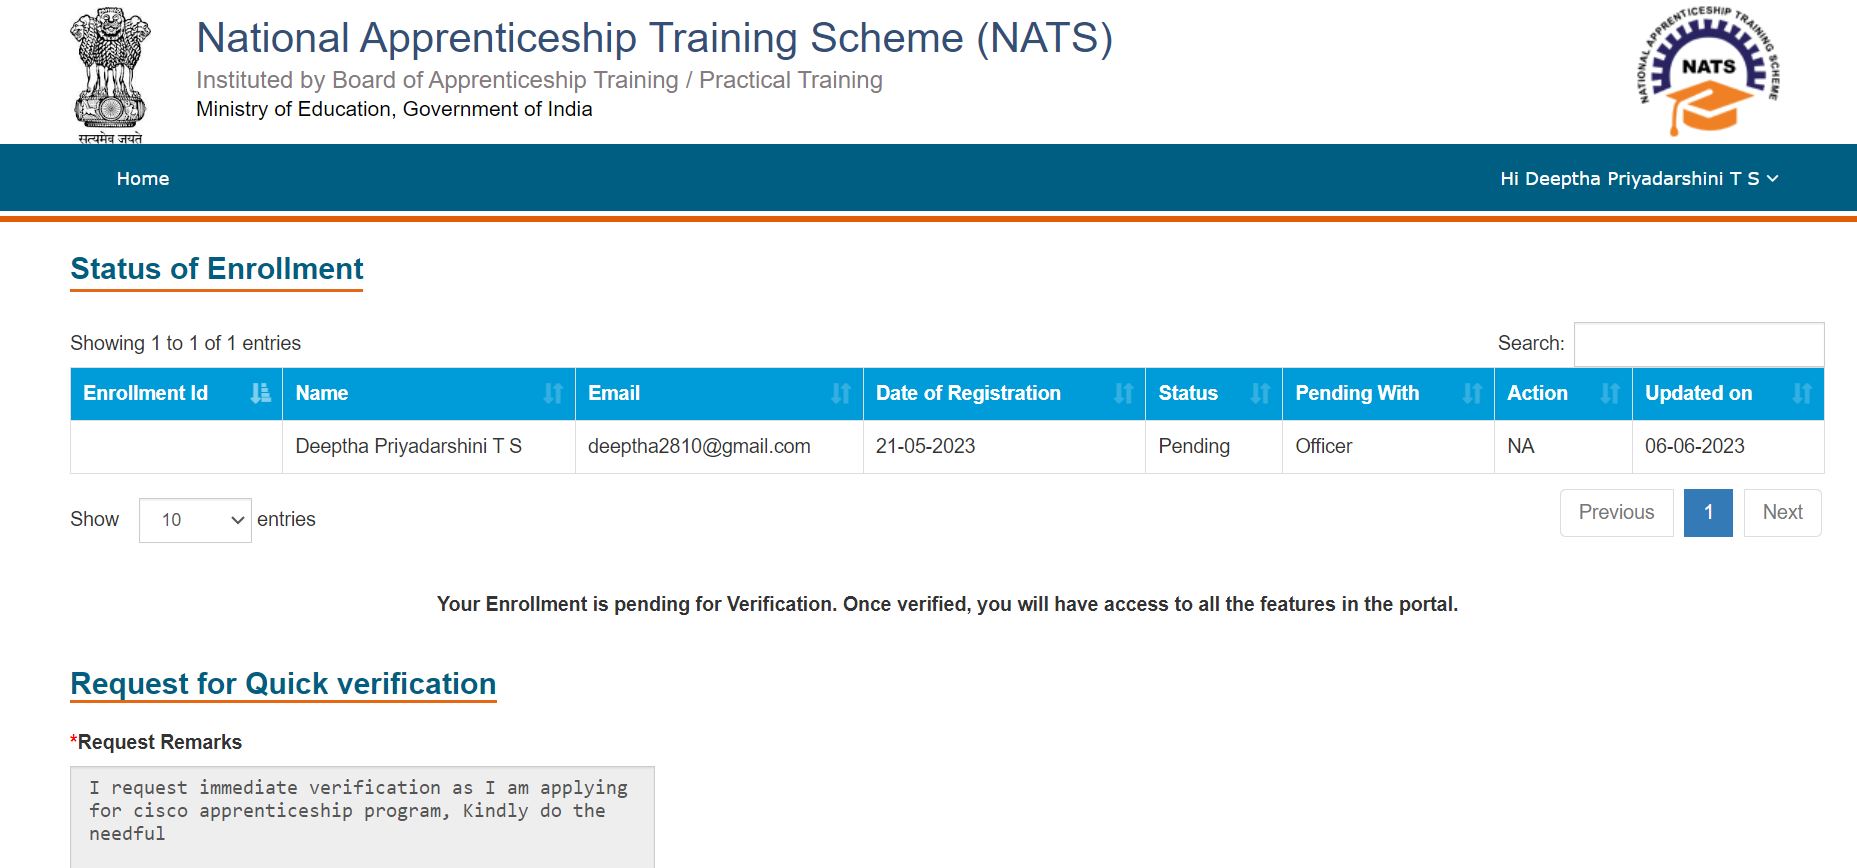 National Apprenticeship Training Scheme (NATS)
Instituted by Board of Apprenticeship Training / Practical Training
Ministry of Education, Government of India
सत्यमेव जयते
NATIONAL APPRENTICESHIP TRAINING SCHEME
NATS
Home
Hi Deeptha Priyadarshini T S
Status of Enrollment
Showing 1 to 1 of 1 entries
Search:
Enrollment Id Name Email Date of Registration Status Pending With Action Updated on
Deeptha Priyadarshini T S deeptha2810@gmail.com 21-05-2023 Pending Officer NA 06-06-2023
Show 10 entries
Previous 1 Next
Your Enrollment is pending for Verification. Once verified, you will have access to all the features in the portal.
Request for Quick verification
*Request Remarks
I request immediate verification as I am applying
for cisco apprenticeship program, Kindly do the
needful